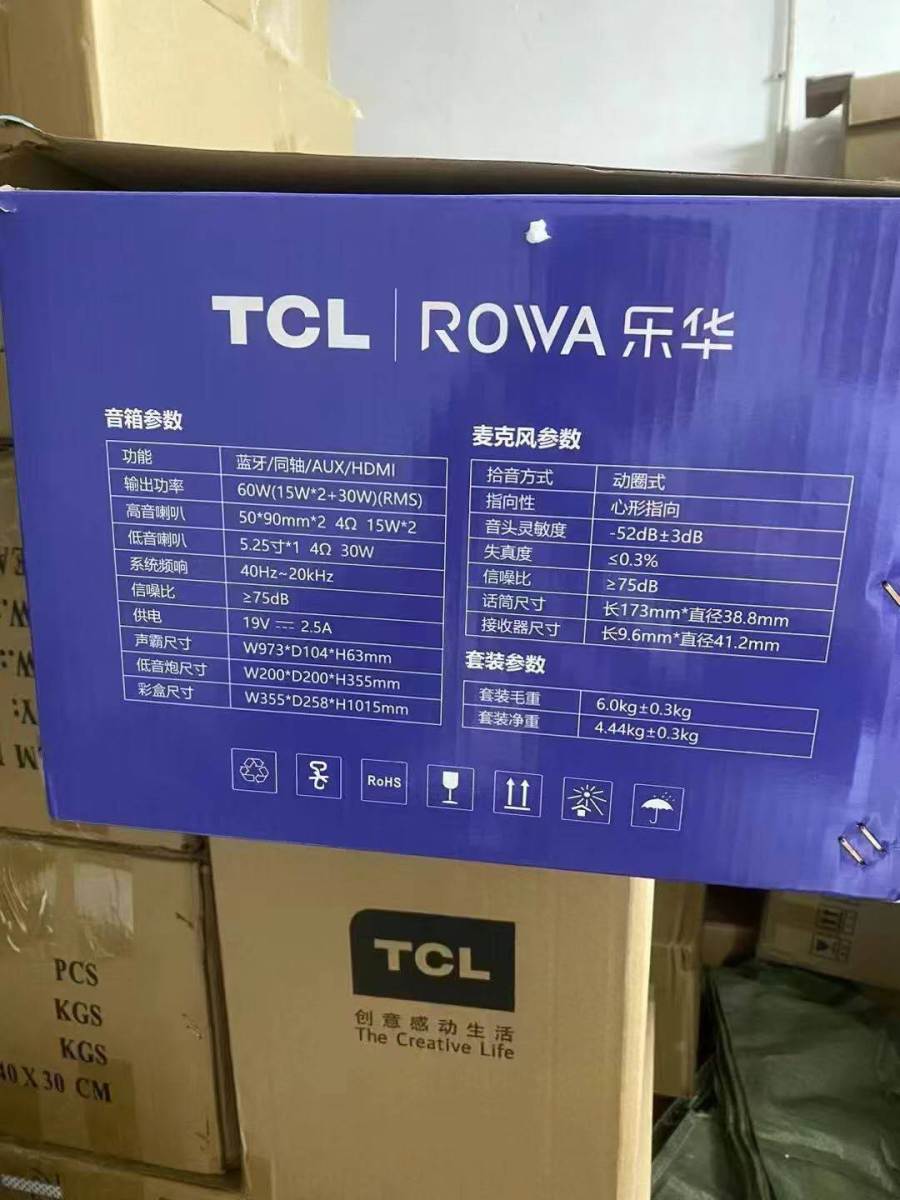 TCL | ROWA 乐华
音箱参数
功能 蓝牙/同轴/AUX/HDMI
输出功率 60W(15W*2+30W)(RMS)
高音喇叭 50*90mm*2 4Ω 15W*2
低音喇叭 5.25寸*1 4Ω 30W
系统频响 40Hz~20kHz
信噪比 ≥75dB
供电 19V ⎓ 2.5A
声霸尺寸 W973*D104*H63mm
低音炮尺寸 W200*D200*H355mm
彩盒尺寸 W355*D258*H1015mm
麦克风参数
拾音方式 动圈式
指向性 心形指向
音头灵敏度 -52dB±3dB
失真度 ≤0.3%
信噪比 ≥75dB
话筒尺寸 长173mm*直径38.8mm
接收器尺寸 长9.6mm*直径41.2mm
套装参数
套装毛重 6.0kg±0.3kg
套装净重 4.44kg±0.3kg
RoHS
TCL
创意感动生活
The Creative Life
PCS
KGS
KGS
40 X 30 CM